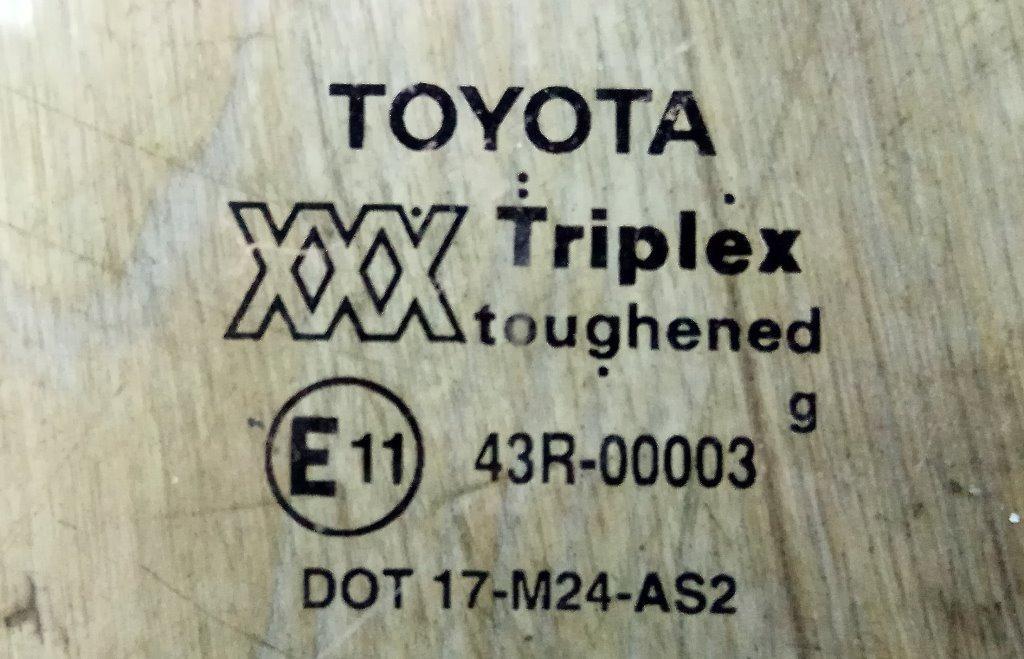 TOYOTA
XXX Triplex
toughened
g
E 11 43R-00003
DOT 17-M24-AS2